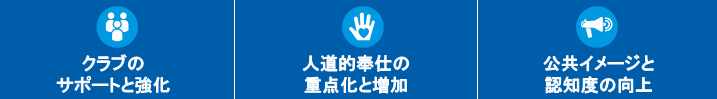 クラブの
サポートと強化
人道的奉仕の
重点化と増加
公共イメージと
認知度の向上